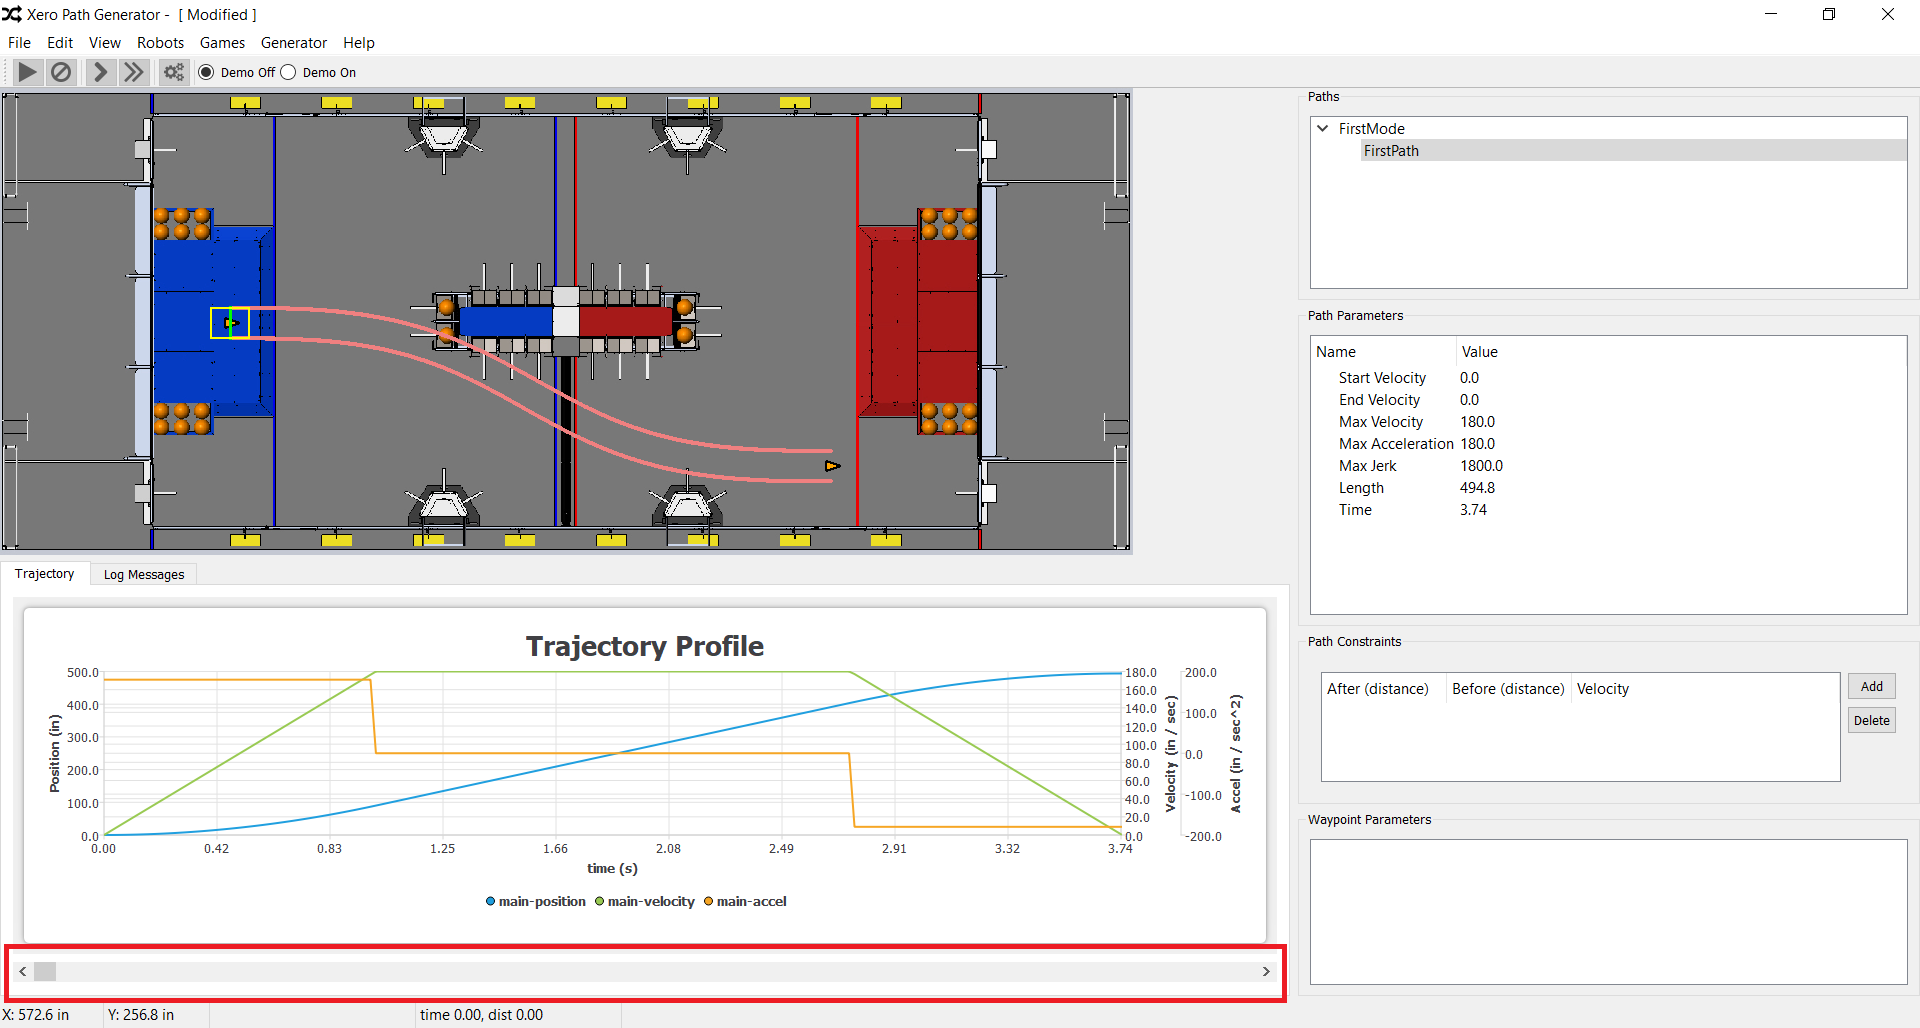 Xero Path Generator - [ Modified ]
File Edit View Robots Games Generator Help
Demo Off Demo On
Paths
FirstMode
FirstPath
Path Parameters
Name Value
Start Velocity 0.0
End Velocity 0.0
Max Velocity 180.0
Max Acceleration 180.0
Max Jerk 1800.0
Length 494.8
Time 3.74
Path Constraints
After (distance) Before (distance) Velocity
Add
Delete
Waypoint Parameters
Trajectory Log Messages
Trajectory Profile
Position (in)
500.0
400.0
300.0
200.0
100.0
0.0
180.0
160.0
140.0
120.0
100.0
80.0
60.0
40.0
20.0
0.0
Velocity (in / sec)
200.0
100.0
0.0
-100.0
-200.0
Accel (in / sec^2)
0.00 0.42 0.83 1.25 1.66 2.08 2.49 2.91 3.32 3.74
time (s)
main-position main-velocity main-accel
X: 572.6 in Y: 256.8 in time 0.00, dist 0.00